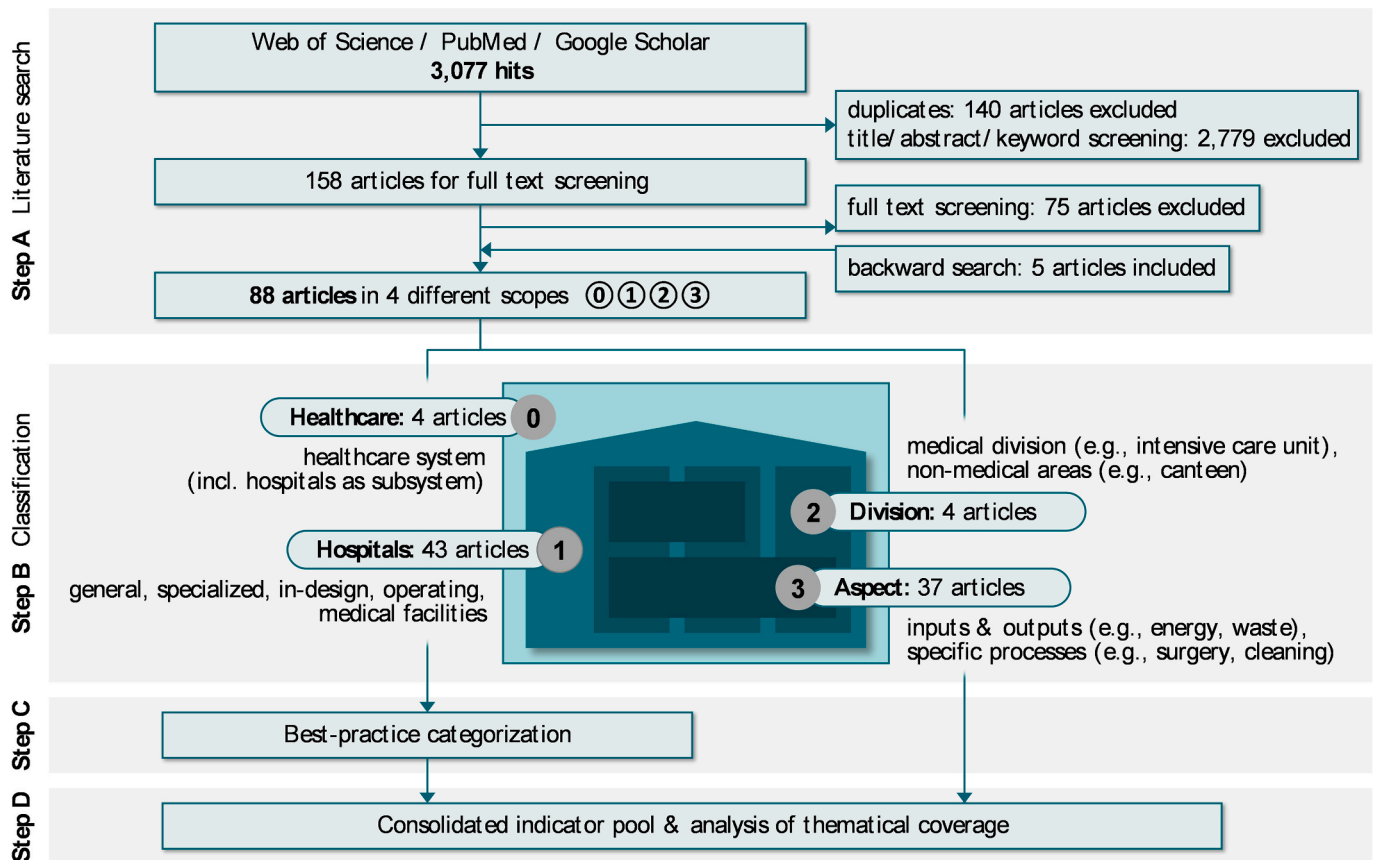 Step A Literature search
Web of Science / PubMed / Google Scholar
3,077 hits
duplicates: 140 articles excluded
title/ abstract/ keyword screening: 2,779 excluded
158 articles for full text screening
full text screening: 75 articles excluded
backward search: 5 articles included
88 articles in 4 different scopes ⓪①②③
Step B Classification
Healthcare: 4 articles 0
healthcare system
(incl. hospitals as subsystem)
Hospitals: 43 articles 1
general, specialized, in-design, operating,
medical facilities
medical division (e.g., intensive care unit),
non-medical areas (e.g., canteen)
2 Division: 4 articles
3 Aspect: 37 articles
inputs & outputs (e.g., energy, waste),
specific processes (e.g., surgery, cleaning)
Step C
Best-practice categorization
Step D
Consolidated indicator pool & analysis of thematical coverage